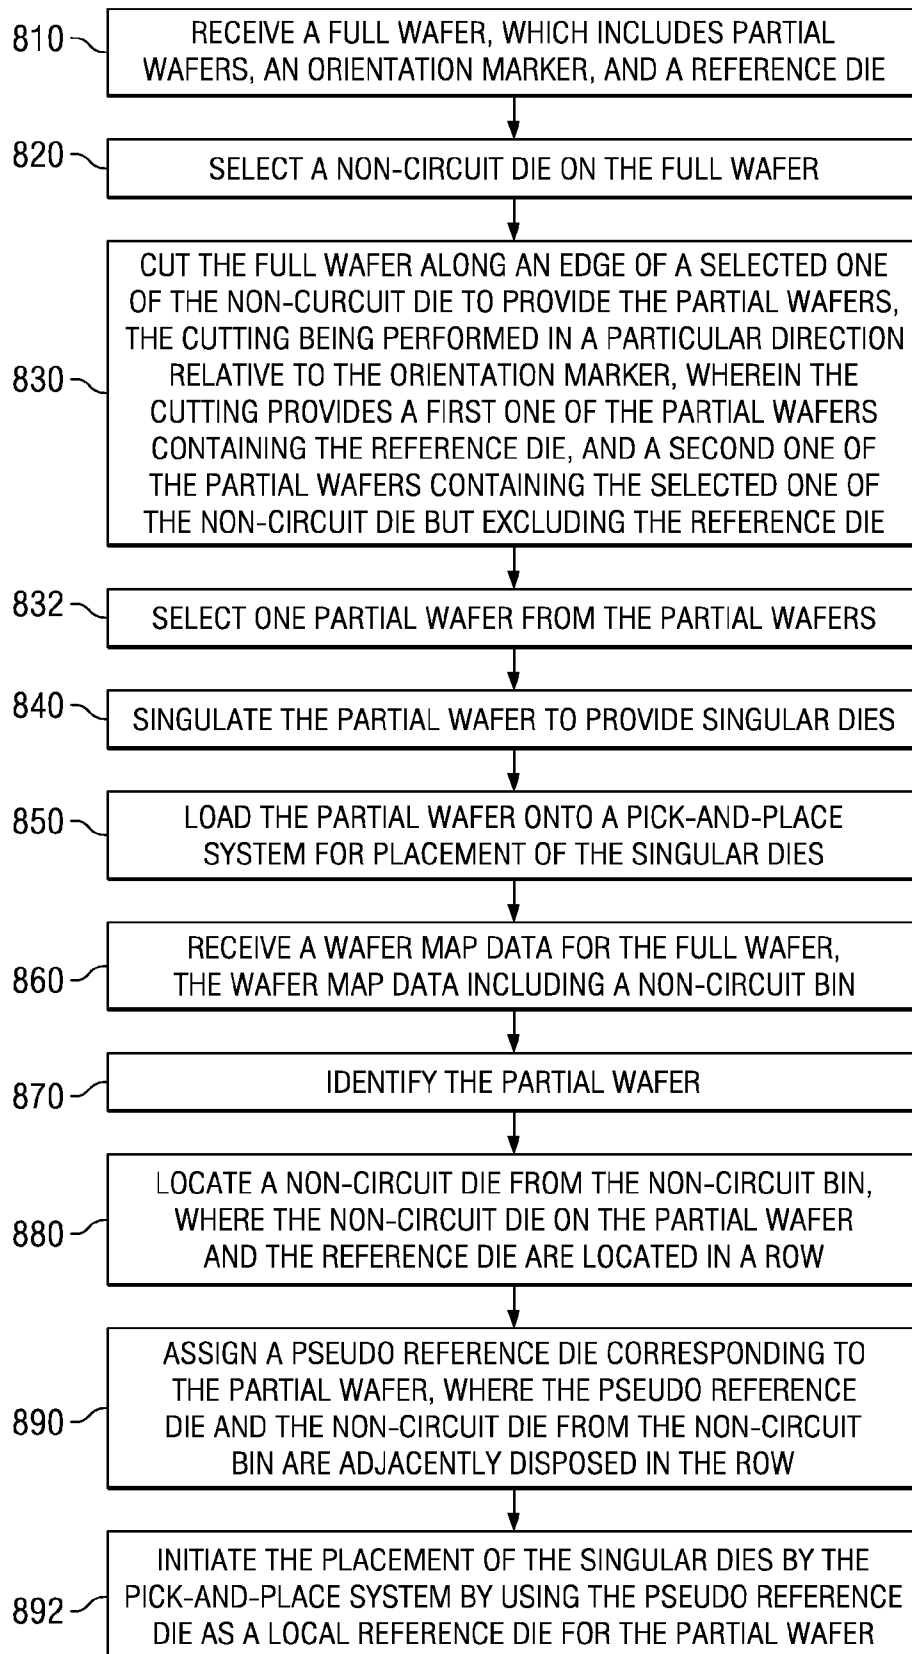 810
RECEIVE A FULL WAFER, WHICH INCLUDES PARTIAL
WAFERS, AN ORIENTATION MARKER, AND A REFERENCE DIE
820
SELECT A NON-CIRCUIT DIE ON THE FULL WAFER
CUT THE FULL WAFER ALONG AN EDGE OF A SELECTED ONE
OF THE NON-CURCUIT DIE TO PROVIDE THE PARTIAL WAFERS,
THE CUTTING BEING PERFORMED IN A PARTICULAR DIRECTION
830
RELATIVE TO THE ORIENTATION MARKER, WHEREIN THE
CUTTING PROVIDES A FIRST ONE OF THE PARTIAL WAFERS
CONTAINING THE REFERENCE DIE, AND A SECOND ONE OF
THE PARTIAL WAFERS CONTAINING THE SELECTED ONE OF
THE NON-CIRCUIT DIE BUT EXCLUDING THE REFERENCE DIE
832
SELECT ONE PARTIAL WAFER FROM THE PARTIAL WAFERS
840
SINGULATE THE PARTIAL WAFER TO PROVIDE SINGULAR DIES
850
LOAD THE PARTIAL WAFER ONTO A PICK-AND-PLACE
SYSTEM FOR PLACEMENT OF THE SINGULAR DIES
860
RECEIVE A WAFER MAP DATA FOR THE FULL WAFER,
THE WAFER MAP DATA INCLUDING A NON-CIRCUIT BIN
870
IDENTIFY THE PARTIAL WAFER
880
LOCATE A NON-CIRCUIT DIE FROM THE NON-CIRCUIT BIN,
WHERE THE NON-CIRCUIT DIE ON THE PARTIAL WAFER
AND THE REFERENCE DIE ARE LOCATED IN A ROW
890
ASSIGN A PSEUDO REFERENCE DIE CORRESPONDING TO
THE PARTIAL WAFER, WHERE THE PSEUDO REFERENCE
DIE AND THE NON-CIRCUIT DIE FROM THE NON-CIRCUIT
BIN ARE ADJACENTLY DISPOSED IN THE ROW
892
INITIATE THE PLACEMENT OF THE SINGULAR DIES BY THE
PICK-AND-PLACE SYSTEM BY USING THE PSEUDO REFERENCE
DIE AS A LOCAL REFERENCE DIE FOR THE PARTIAL WAFER